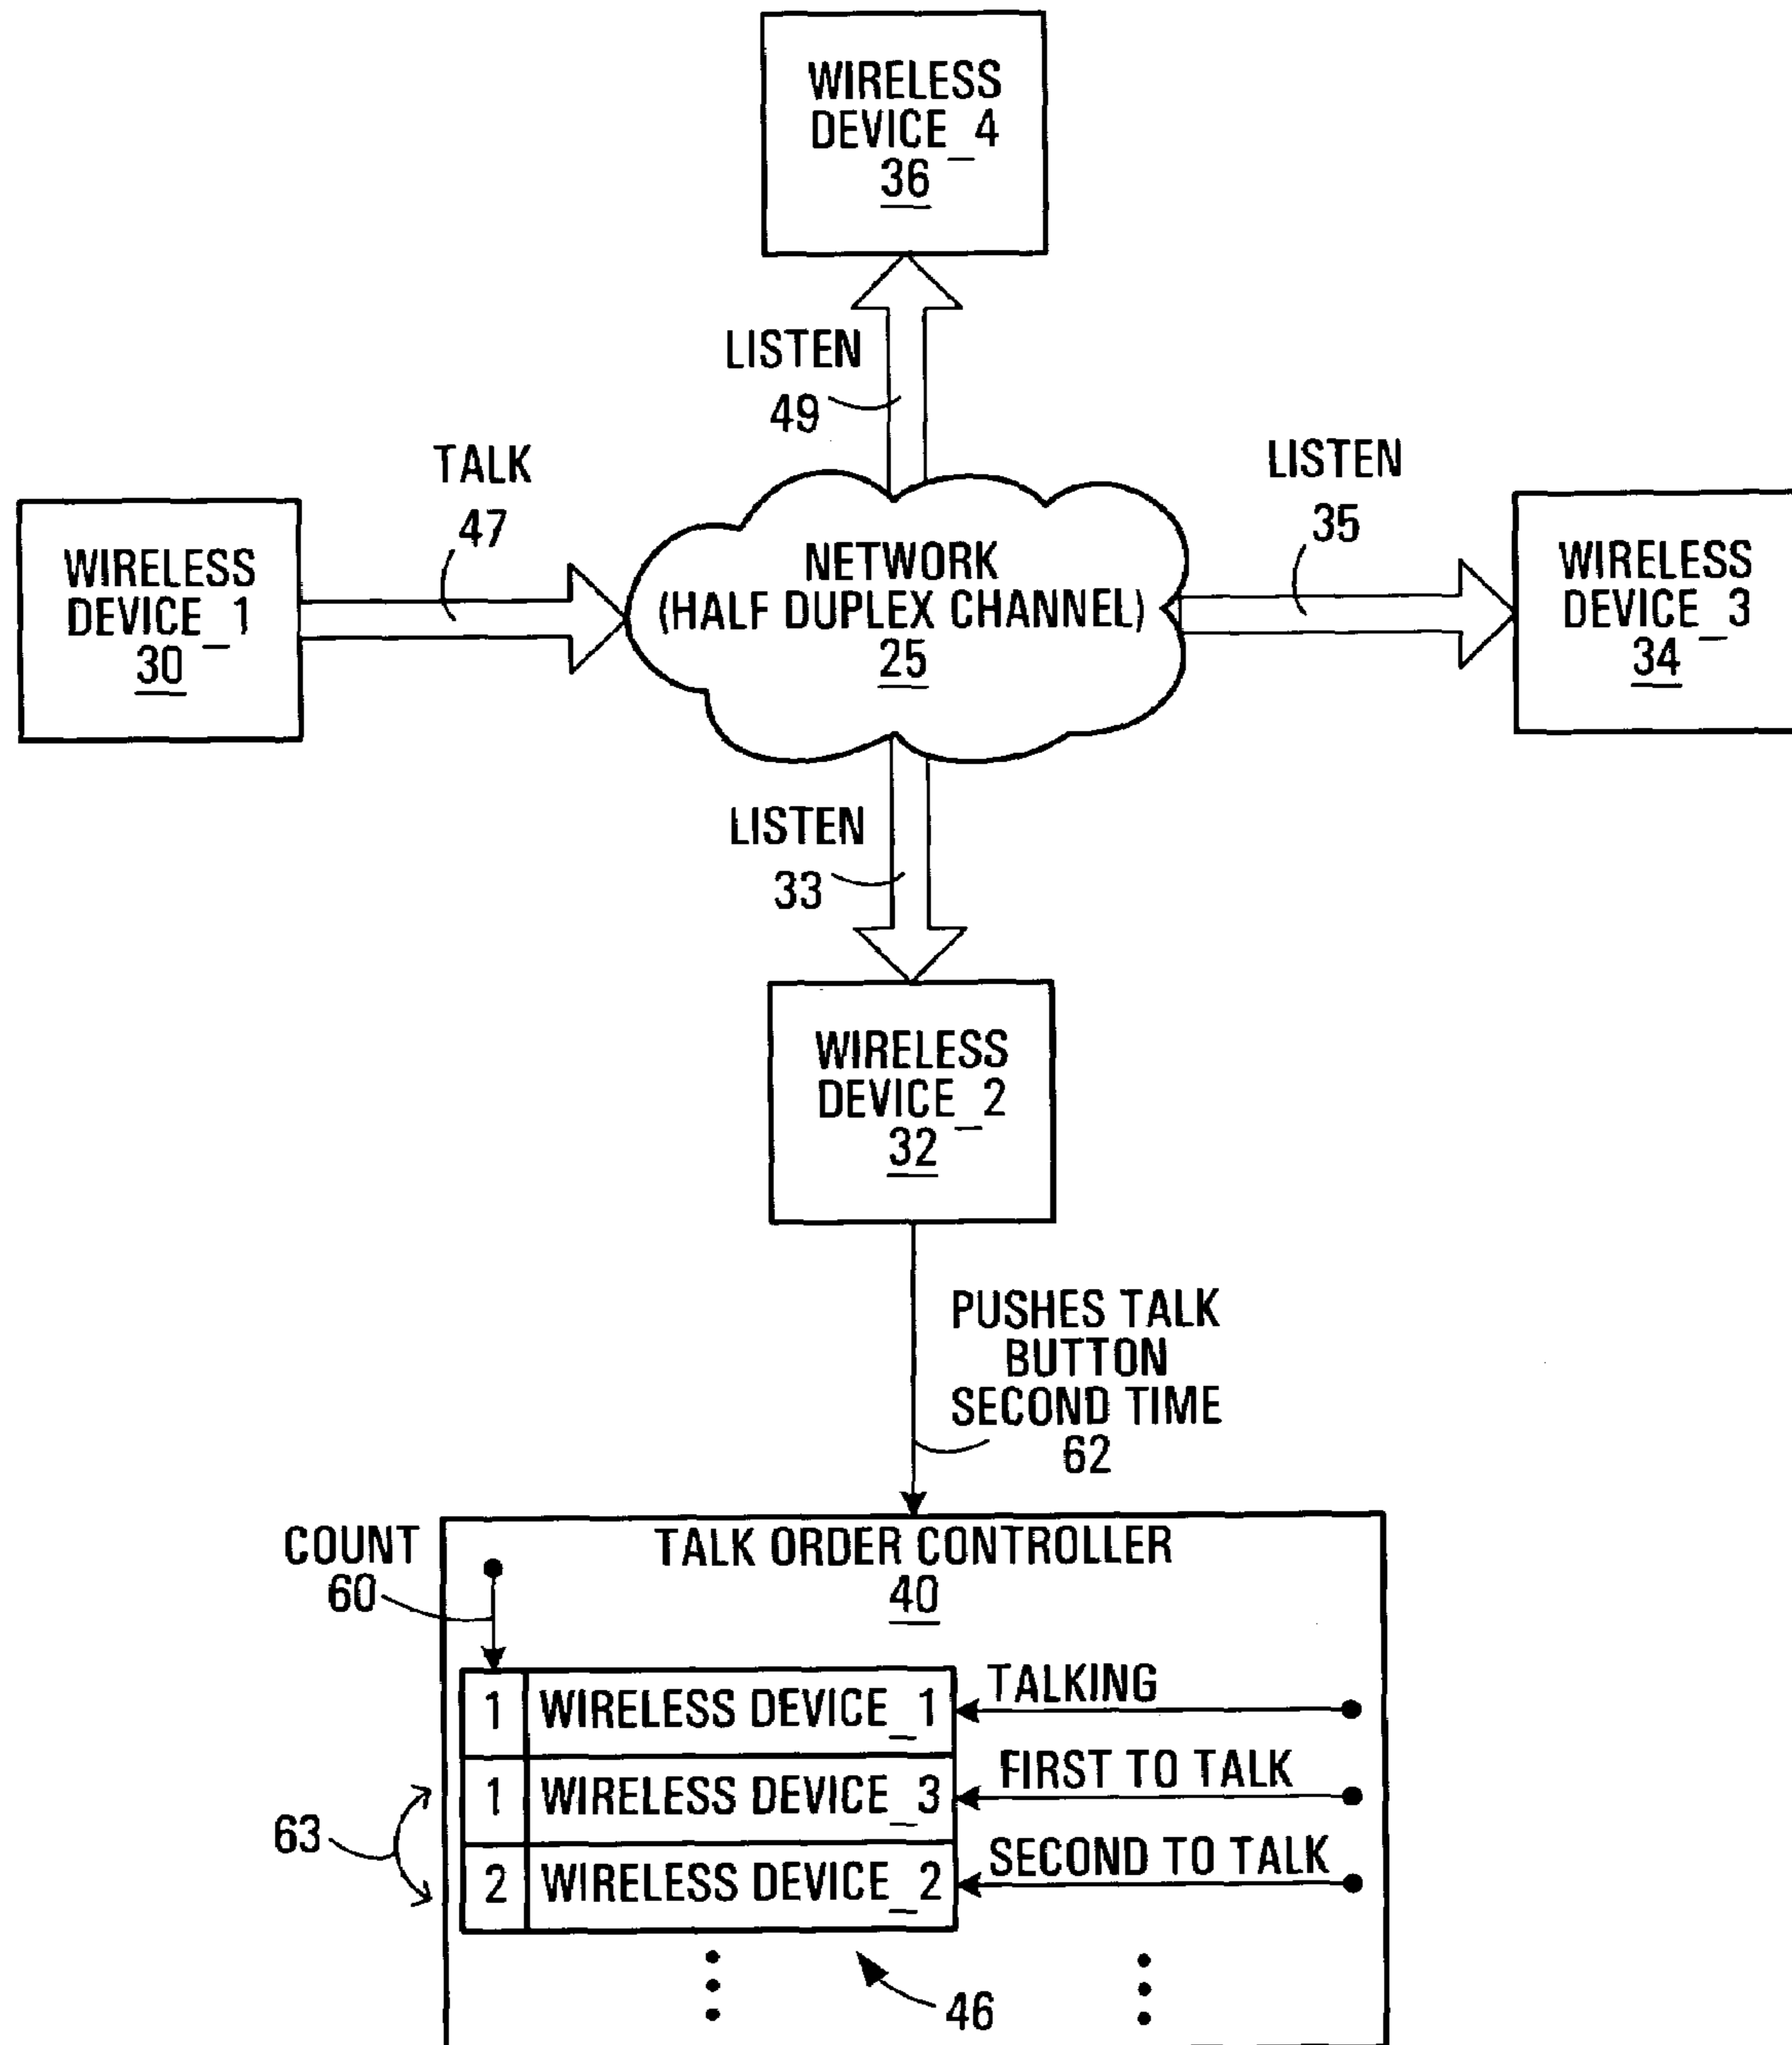 WIRELESS
DEVICE_4
36
LISTEN
49
TALK
47
LISTEN
35
WIRELESS
DEVICE_1
30
NETWORK
(HALF DUPLEX CHANNEL)
25
WIRELESS
DEVICE_3
34
LISTEN
33
WIRELESS
DEVICE_2
32
PUSHES TALK
BUTTON
SECOND TIME
62
COUNT
60
TALK ORDER CONTROLLER
40
1 WIRELESS DEVICE_1 TALKING
1 WIRELESS DEVICE_3 FIRST TO TALK
63
2 WIRELESS DEVICE_2 SECOND TO TALK
46